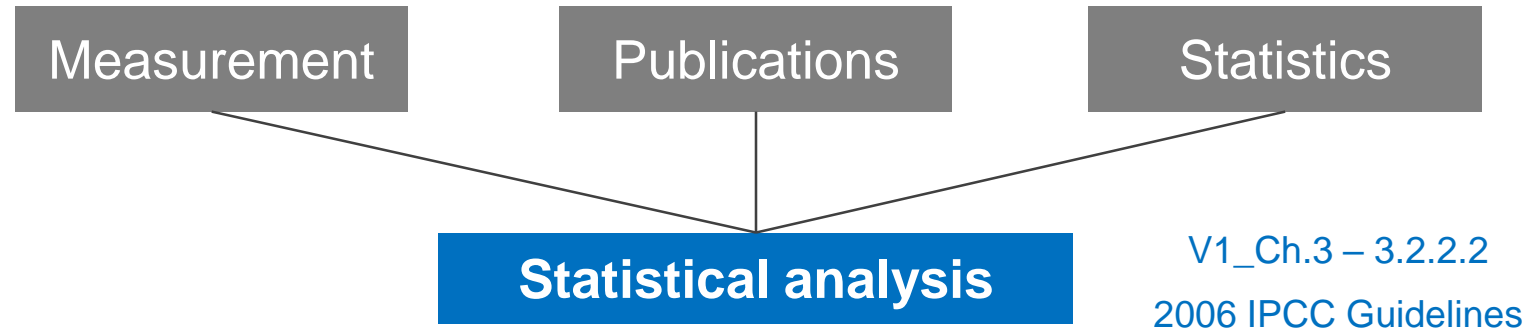 Measurement
Publications
Statistics
Statistical analysis
V1_Ch.3 – 3.2.2.2
2006 IPCC Guidelines